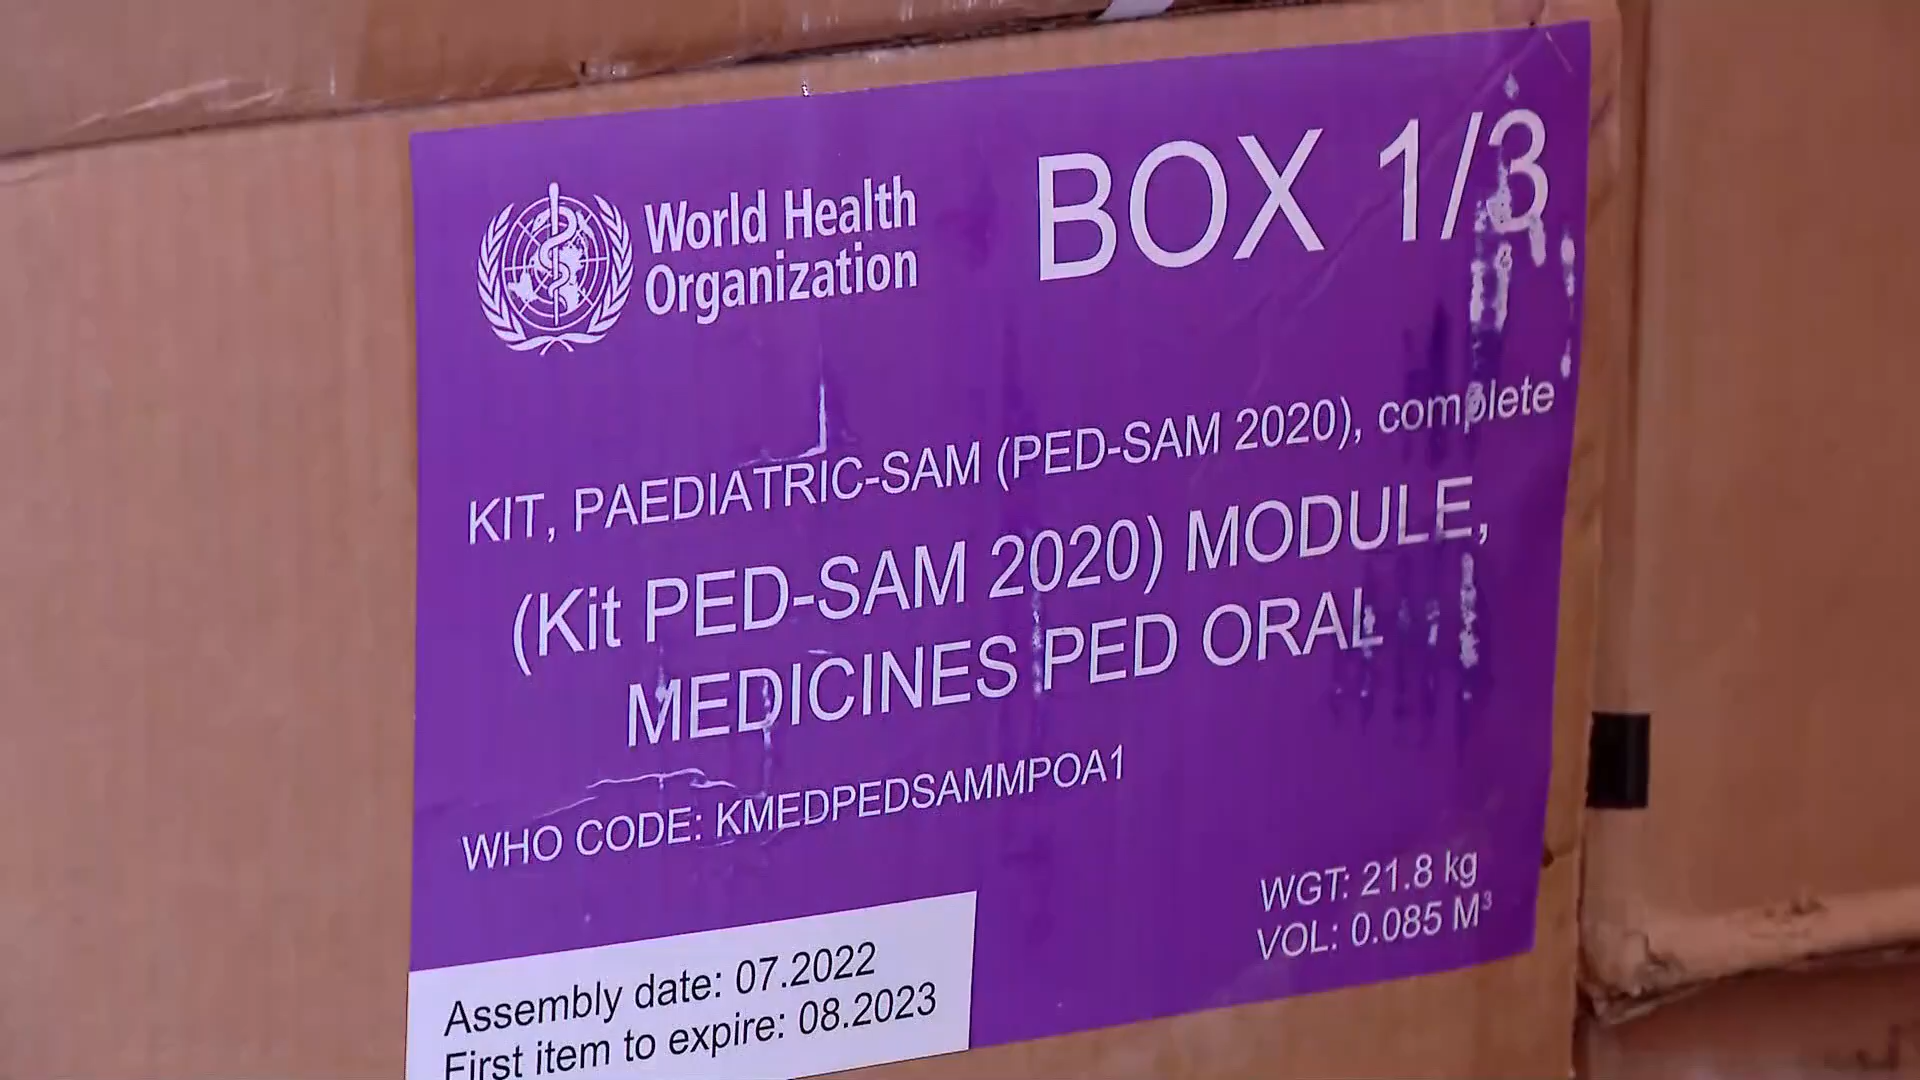 World Health
Organization
BOX 1/3
KIT, PAEDIATRIC-SAM (PED-SAM 2020), complete
(Kit PED-SAM 2020) MODULE,
MEDICINES PED ORAL
WHO CODE: KMEDPEDSAMMPOA1
WGT: 21.8 kg
VOL: 0.085 M³
Assembly date: 07.2022
First item to expire: 08.2023